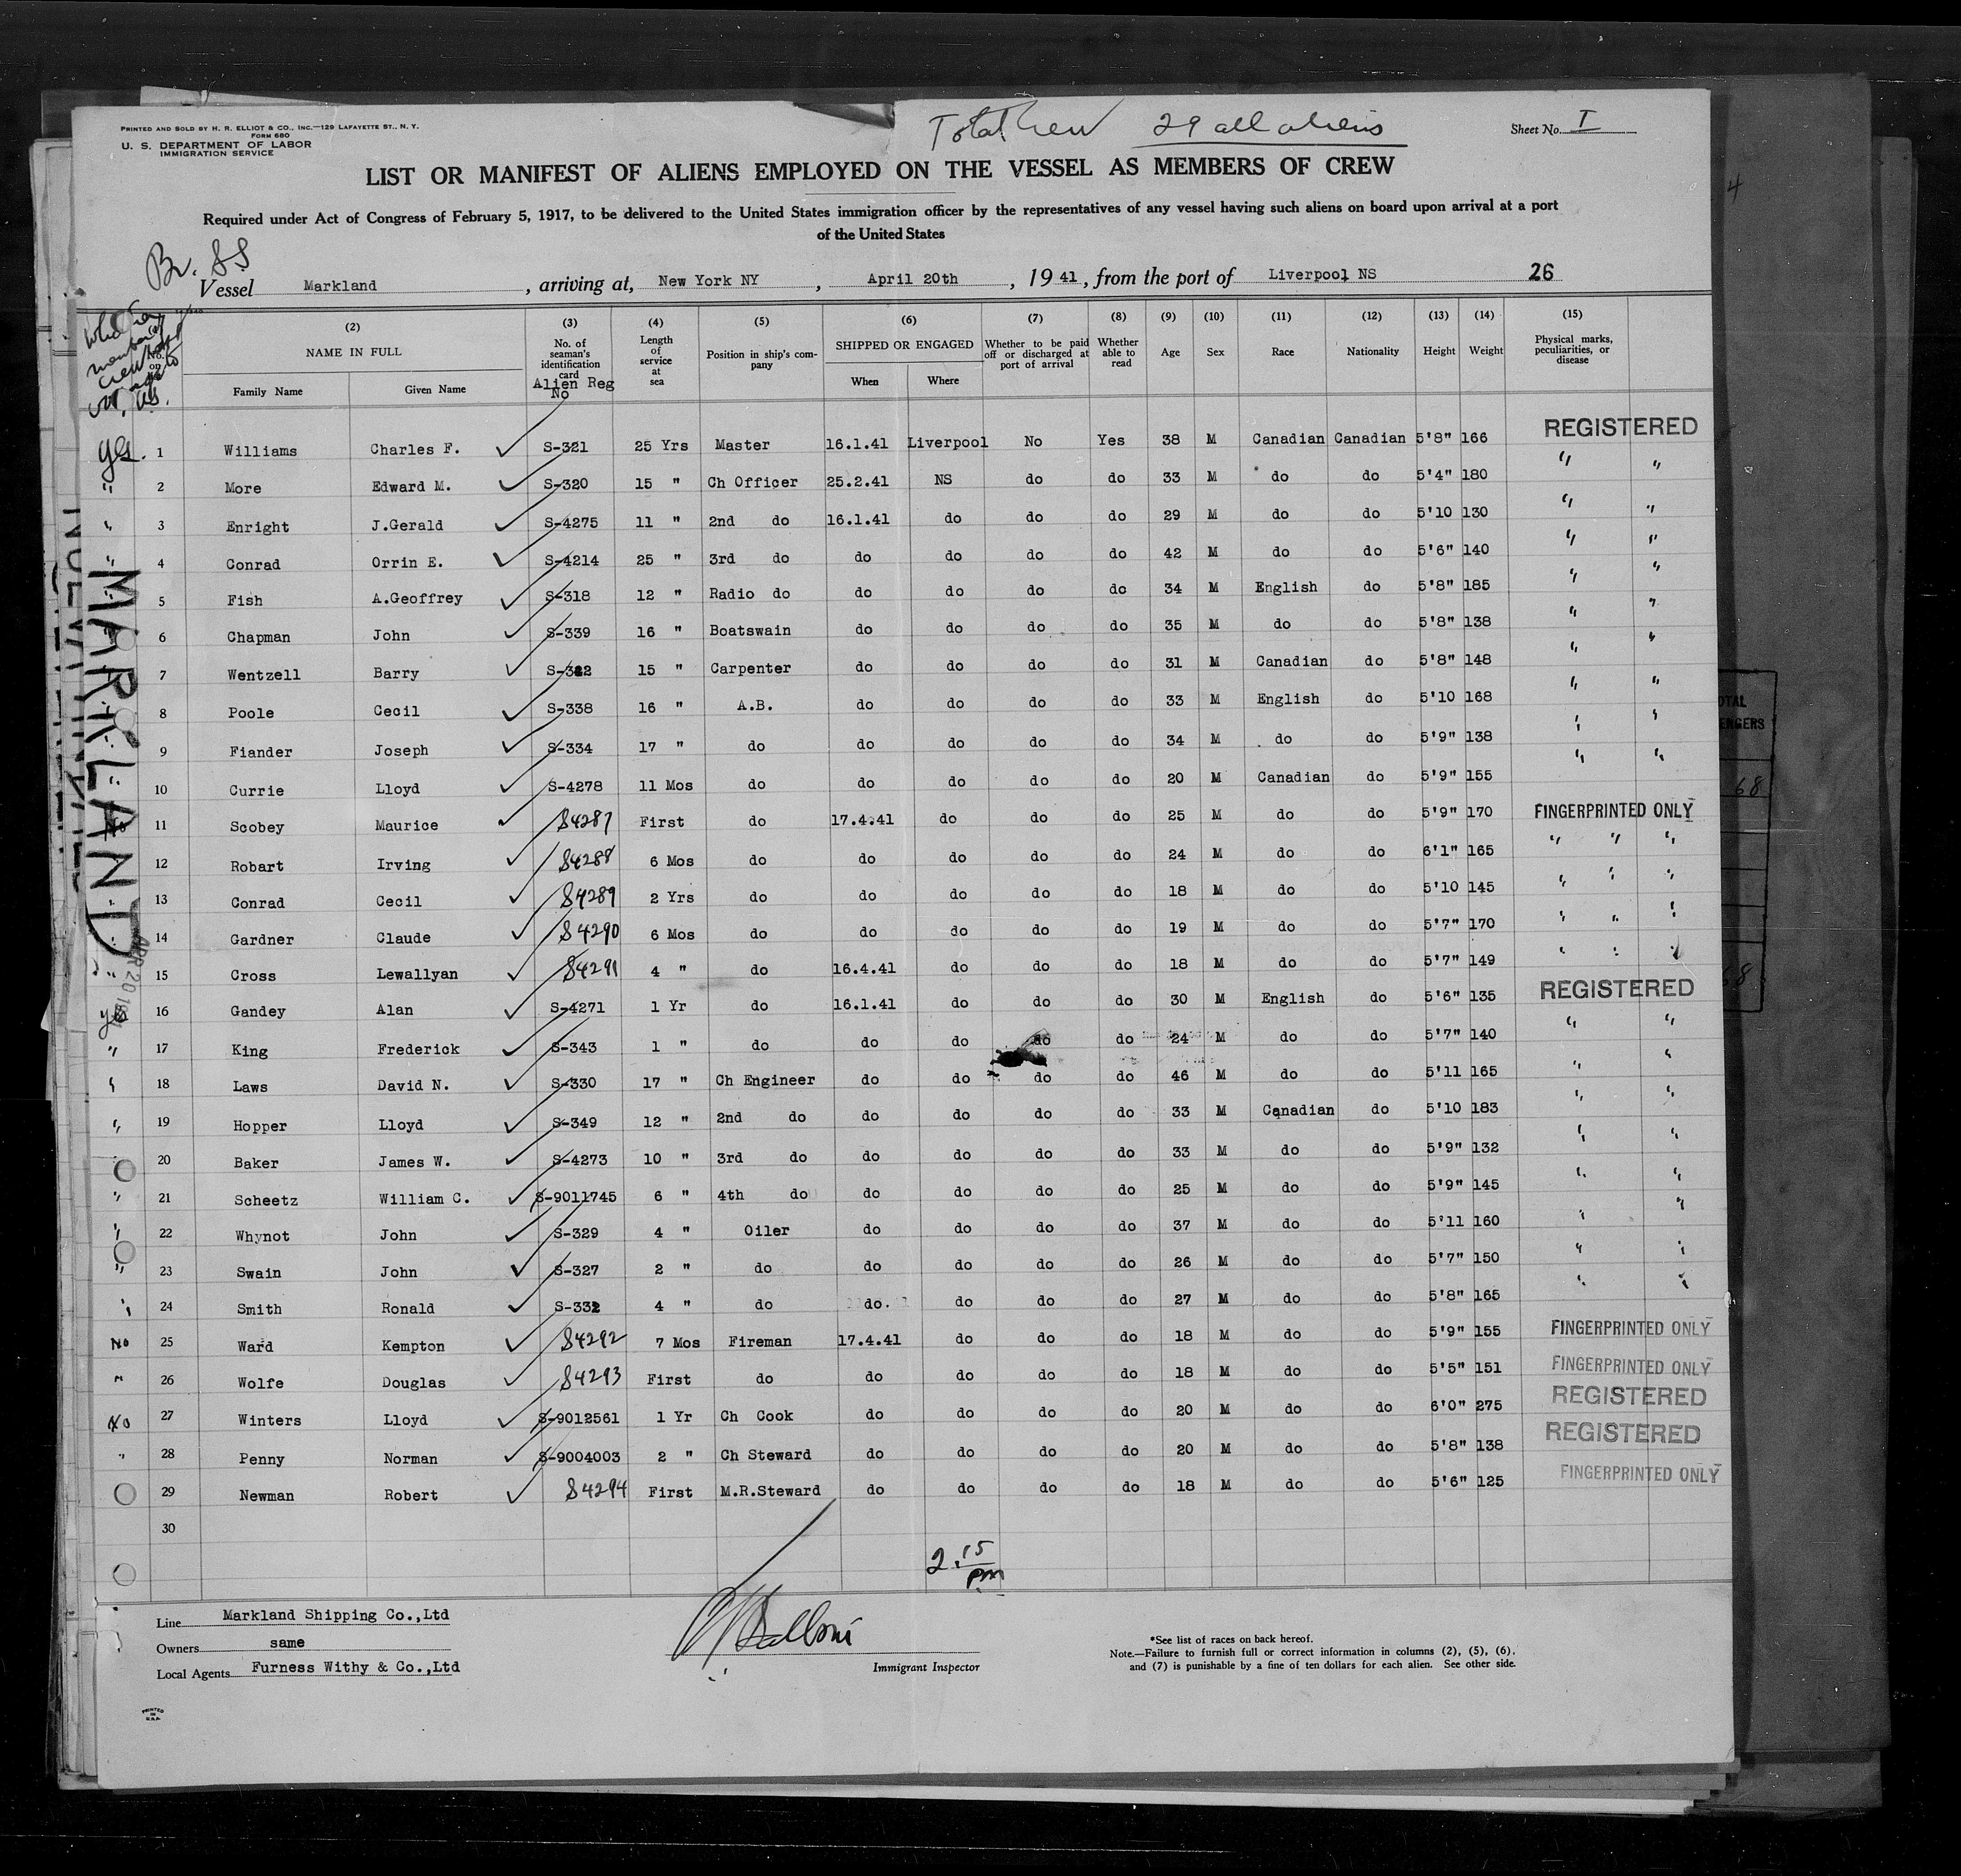 Total Crew 29 all aliens
PRINTED AND SOLD BY H. R. ELLIOT & CO., INC.—129 LAFAYETTE ST., N. Y.
FORM 680
U. S. DEPARTMENT OF LABOR
IMMIGRATION SERVICE
Sheet No. I
LIST OR MANIFEST OF ALIENS EMPLOYED ON THE VESSEL AS MEMBERS OF CREW
Required under Act of Congress of February 5, 1917, to be delivered to the United States immigration officer by the representatives of any vessel having such aliens on board upon arrival at a port
of the United States
Br. SS
Vessel Markland, arriving at, New York NY, April 20th, 1941, from the port of Liverpool NS 26
(2) (3) (4) (5) (6) (7) (8) (9) (10) (11) (12) (13) (14) (15)
No. on NAME IN FULL Family Name Given Name No. of seaman's identification card Alien Reg No Length of service at sea Position in ship's company SHIPPED OR ENGAGED When Where Whether to be paid off or discharged at port of arrival Whether able to read Age Sex Race Nationality Height Weight Physical marks, peculiarities, or disease
yes. 1 Williams Charles F. S-321 25 Yrs Master 16.1.41 Liverpool No Yes 38 M Canadian Canadian 5'8" 166 REGISTERED
" 2 More Edward M. S-320 15 " Ch Officer 25.2.41 NS do do 33 M do do 5'4" 180 " "
" 3 Enright J.Gerald S-4275 11 " 2nd do 16.1.41 do do do 29 M do do 5'10 130 " "
" 4 Conrad Orrin E. S-4214 25 " 3rd do do do do do 42 M do do 5'6" 140 " "
5 Fish A.Geoffrey S-318 12 " Radio do do do do do 34 M English do 5'8" 185 " "
6 Chapman John S-339 16 " Boatswain do do do do 35 M do do 5'8" 138 " "
7 Wentzell Barry S-342 15 " Carpenter do do do do 31 M Canadian do 5'8" 148 " "
8 Poole Cecil S-338 16 " A.B. do do do do 33 M English do 5'10 168 " "
9 Fiander Joseph S-334 17 " do do do do do 34 M do do 5'9" 138 " "
10 Currie Lloyd S-4278 11 Mos do do do do do 20 M Canadian do 5'9" 155 " "
No 11 Scobey Maurice S4287 First do 17.4.41 do do do 25 M do do 5'9" 170 FINGERPRINTED ONLY
12 Robart Irving S4288 6 Mos do do do do do 24 M do do 6'1" 165 " " "
13 Conrad Cecil S4289 2 Yrs do do do do do 18 M do do 5'10 145 " " "
14 Gardner Claude S4290 6 Mos do do do do do 19 M do do 5'7" 170 " " "
15 Cross Lewallyan S4291 4 " do 16.4.41 do do do 18 M do do 5'7" 149 " " "
yes 16 Gandey Alan S-4271 1 Yr do 16.1.41 do do do 30 M English do 5'6" 135 REGISTERED
" 17 King Frederick S-343 1 " do do do do do 24 M do do 5'7" 140 " "
" 18 Laws David N. S-330 17 " Ch Engineer do do do do 46 M do do 5'11 165 " "
" 19 Hopper Lloyd S-349 12 " 2nd do do do do do 33 M Canadian do 5'10 183 " "
20 Baker James W. S-4273 10 " 3rd do do do do do 33 M do do 5'9" 132 " "
" 21 Scheetz William C. S-9011745 6 " 4th do do do do do 25 M do do 5'9" 145 " "
" 22 Whynot John S-329 4 " Oiler do do do do 37 M do do 5'11 160 " "
" 23 Swain John S-327 2 " do do do do do 26 M do do 5'7" 150 " "
" 24 Smith Ronald S-332 4 " do do. do do do 27 M do do 5'8" 165 " "
No 25 Ward Kempton S4292 7 Mos Fireman 17.4.41 do do do 18 M do do 5'9" 155 FINGERPRINTED ONLY
" 26 Wolfe Douglas S4293 First do do do do do 18 M do do 5'5" 151 FINGERPRINTED ONLY
No 27 Winters Lloyd S-9012561 1 Yr Ch Cook do do do do 20 M do do 6'0" 275 REGISTERED
" 28 Penny Norman S-9004003 2 " Ch Steward do do do do 20 M do do 5'8" 138 REGISTERED
29 Newman Robert S4294 First M.R.Steward do do do do 18 M do do 5'6" 125 FINGERPRINTED ONLY
30
MARKLAND
APR 20 1941
2.15 pm
Line Markland Shipping Co.,Ltd
Owners same
Local Agents Furness Withy & Co.,Ltd
Immigrant Inspector
*See list of races on back hereof.
Note.—Failure to furnish full or correct information in columns (2), (5), (6),
and (7) is punishable by a fine of ten dollars for each alien. See other side.
PRINTED
IN
U.S.A.
4
68
68